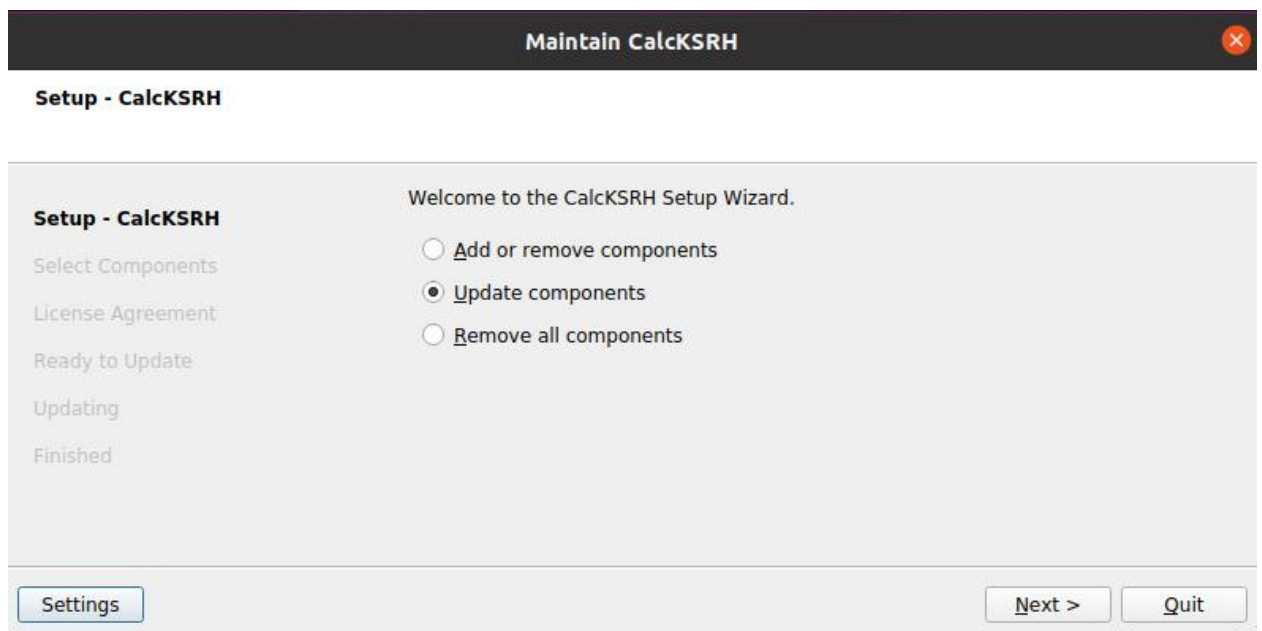 Maintain CalcKSRH
Setup - CalcKSRH
Setup - CalcKSRH
Select Components
License Agreement
Ready to Update
Updating
Finished
Welcome to the CalcKSRH Setup Wizard.
Add or remove components
Update components
Remove all components
Settings
Next >
Quit